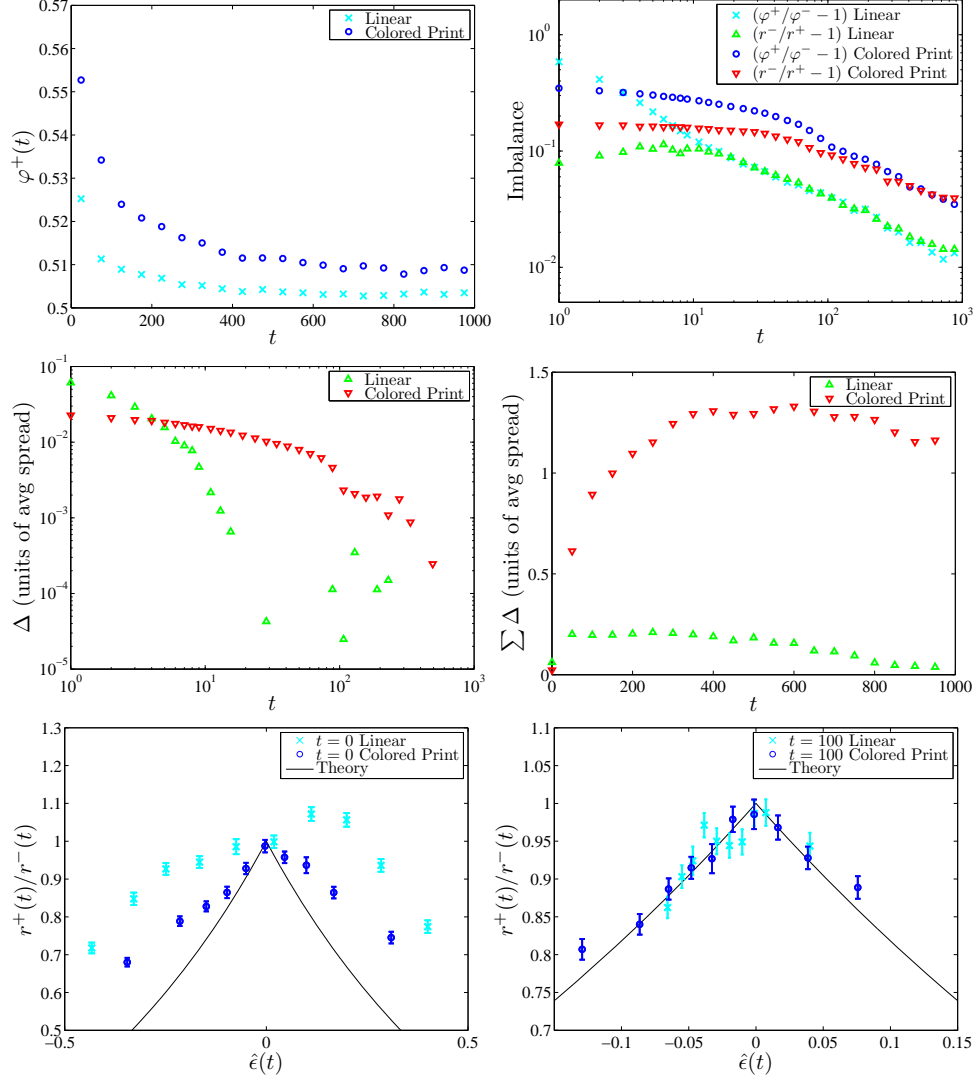 0.57
0.56
0.55
0.54
0.53
0.52
0.51
0.5
φ⁺(t)
0
200
400
600
800
1000
t
Linear
Colored Print
10⁰
10⁻¹
10⁻²
Imbalance
10⁰
10¹
10²
10³
t
(φ⁺/φ⁻ − 1) Linear
(r⁻/r⁺ − 1) Linear
(φ⁺/φ⁻ − 1) Colored Print
(r⁻/r⁺ − 1) Colored Print
10⁻¹
10⁻²
10⁻³
10⁻⁴
10⁻⁵
Δ (units of avg spread)
10⁰
10¹
10²
10³
t
Linear
Colored Print
1.5
1
0.5
0
∑ Δ (units of avg spread)
0
200
400
600
800
1000
t
Linear
Colored Print
1.3
1.2
1.1
1
0.9
0.8
0.7
0.6
0.5
r⁺(t)/r⁻(t)
−0.5
0
0.5
ε̂(t)
t = 0 Linear
t = 0 Colored Print
Theory
1.1
1.05
1
0.95
0.9
0.85
0.8
0.75
0.7
r⁺(t)/r⁻(t)
−0.1
−0.05
0
0.05
0.1
0.15
ε̂(t)
t = 100 Linear
t = 100 Colored Print
Theory